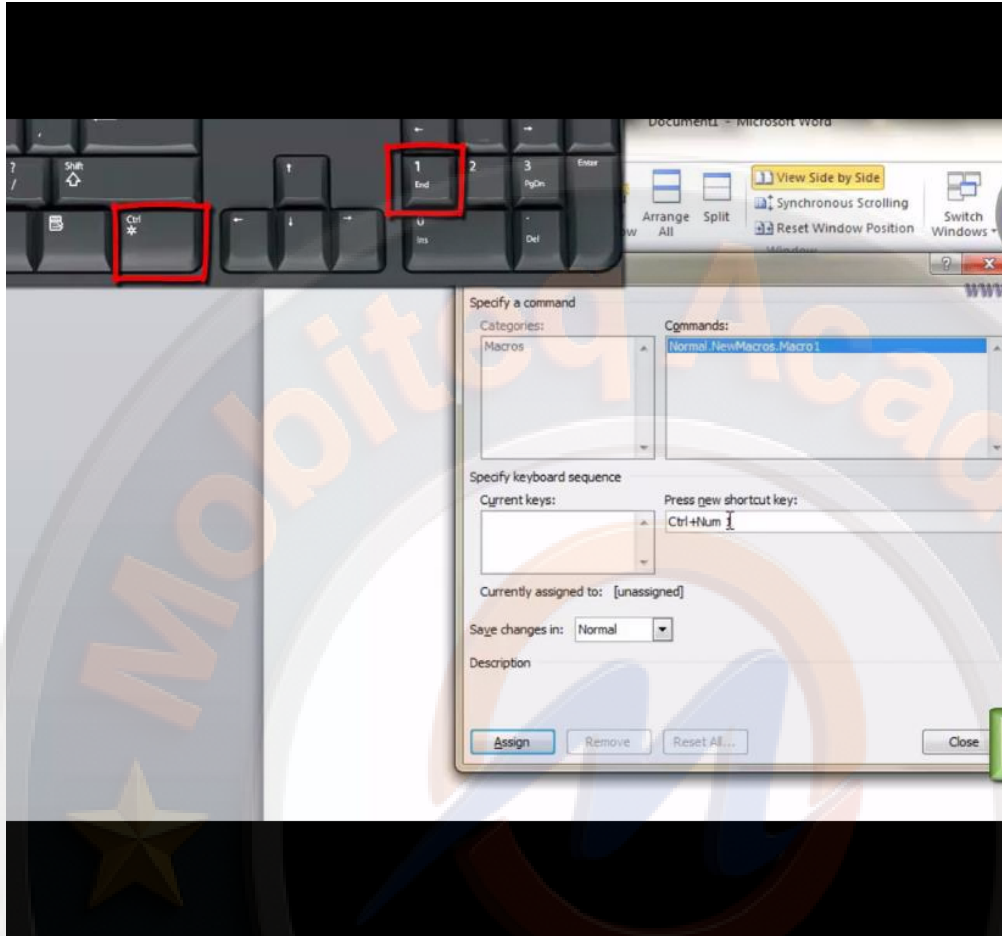 Document1 - Microsoft Word
?
/
Shift
Ctrl
1
End
2
3
PgDn
Enter
0
Ins
.
Del
Arrange All
Split
View Side by Side
Synchronous Scrolling
Reset Window Position
Switch Windows
Window
Specify a command
Categories:
Commands:
Macros
Normal.NewMacros.Macro1
Specify keyboard sequence
Current keys:
Press new shortcut key:
Ctrl+Num 1
Currently assigned to: [unassigned]
Save changes in: Normal
Description
Assign
Remove
Reset All...
Close
Mobiteq Acad